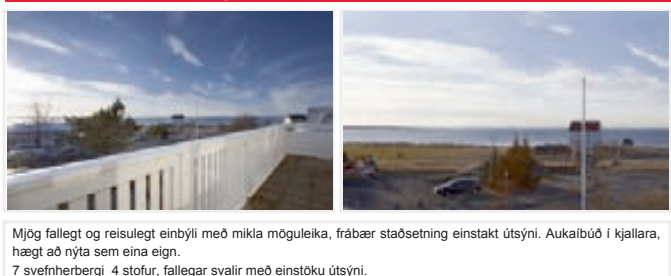 Mjög fallegt og reisulegt einbýli með mikla möguleika, frábær staðsetning einstakt útsýni. Aukaíbúð í kjallara,
hægt að nýta sem eina eign.
7 svefnherbergi  4 stofur, fallegar svalir með einstöku útsýni.